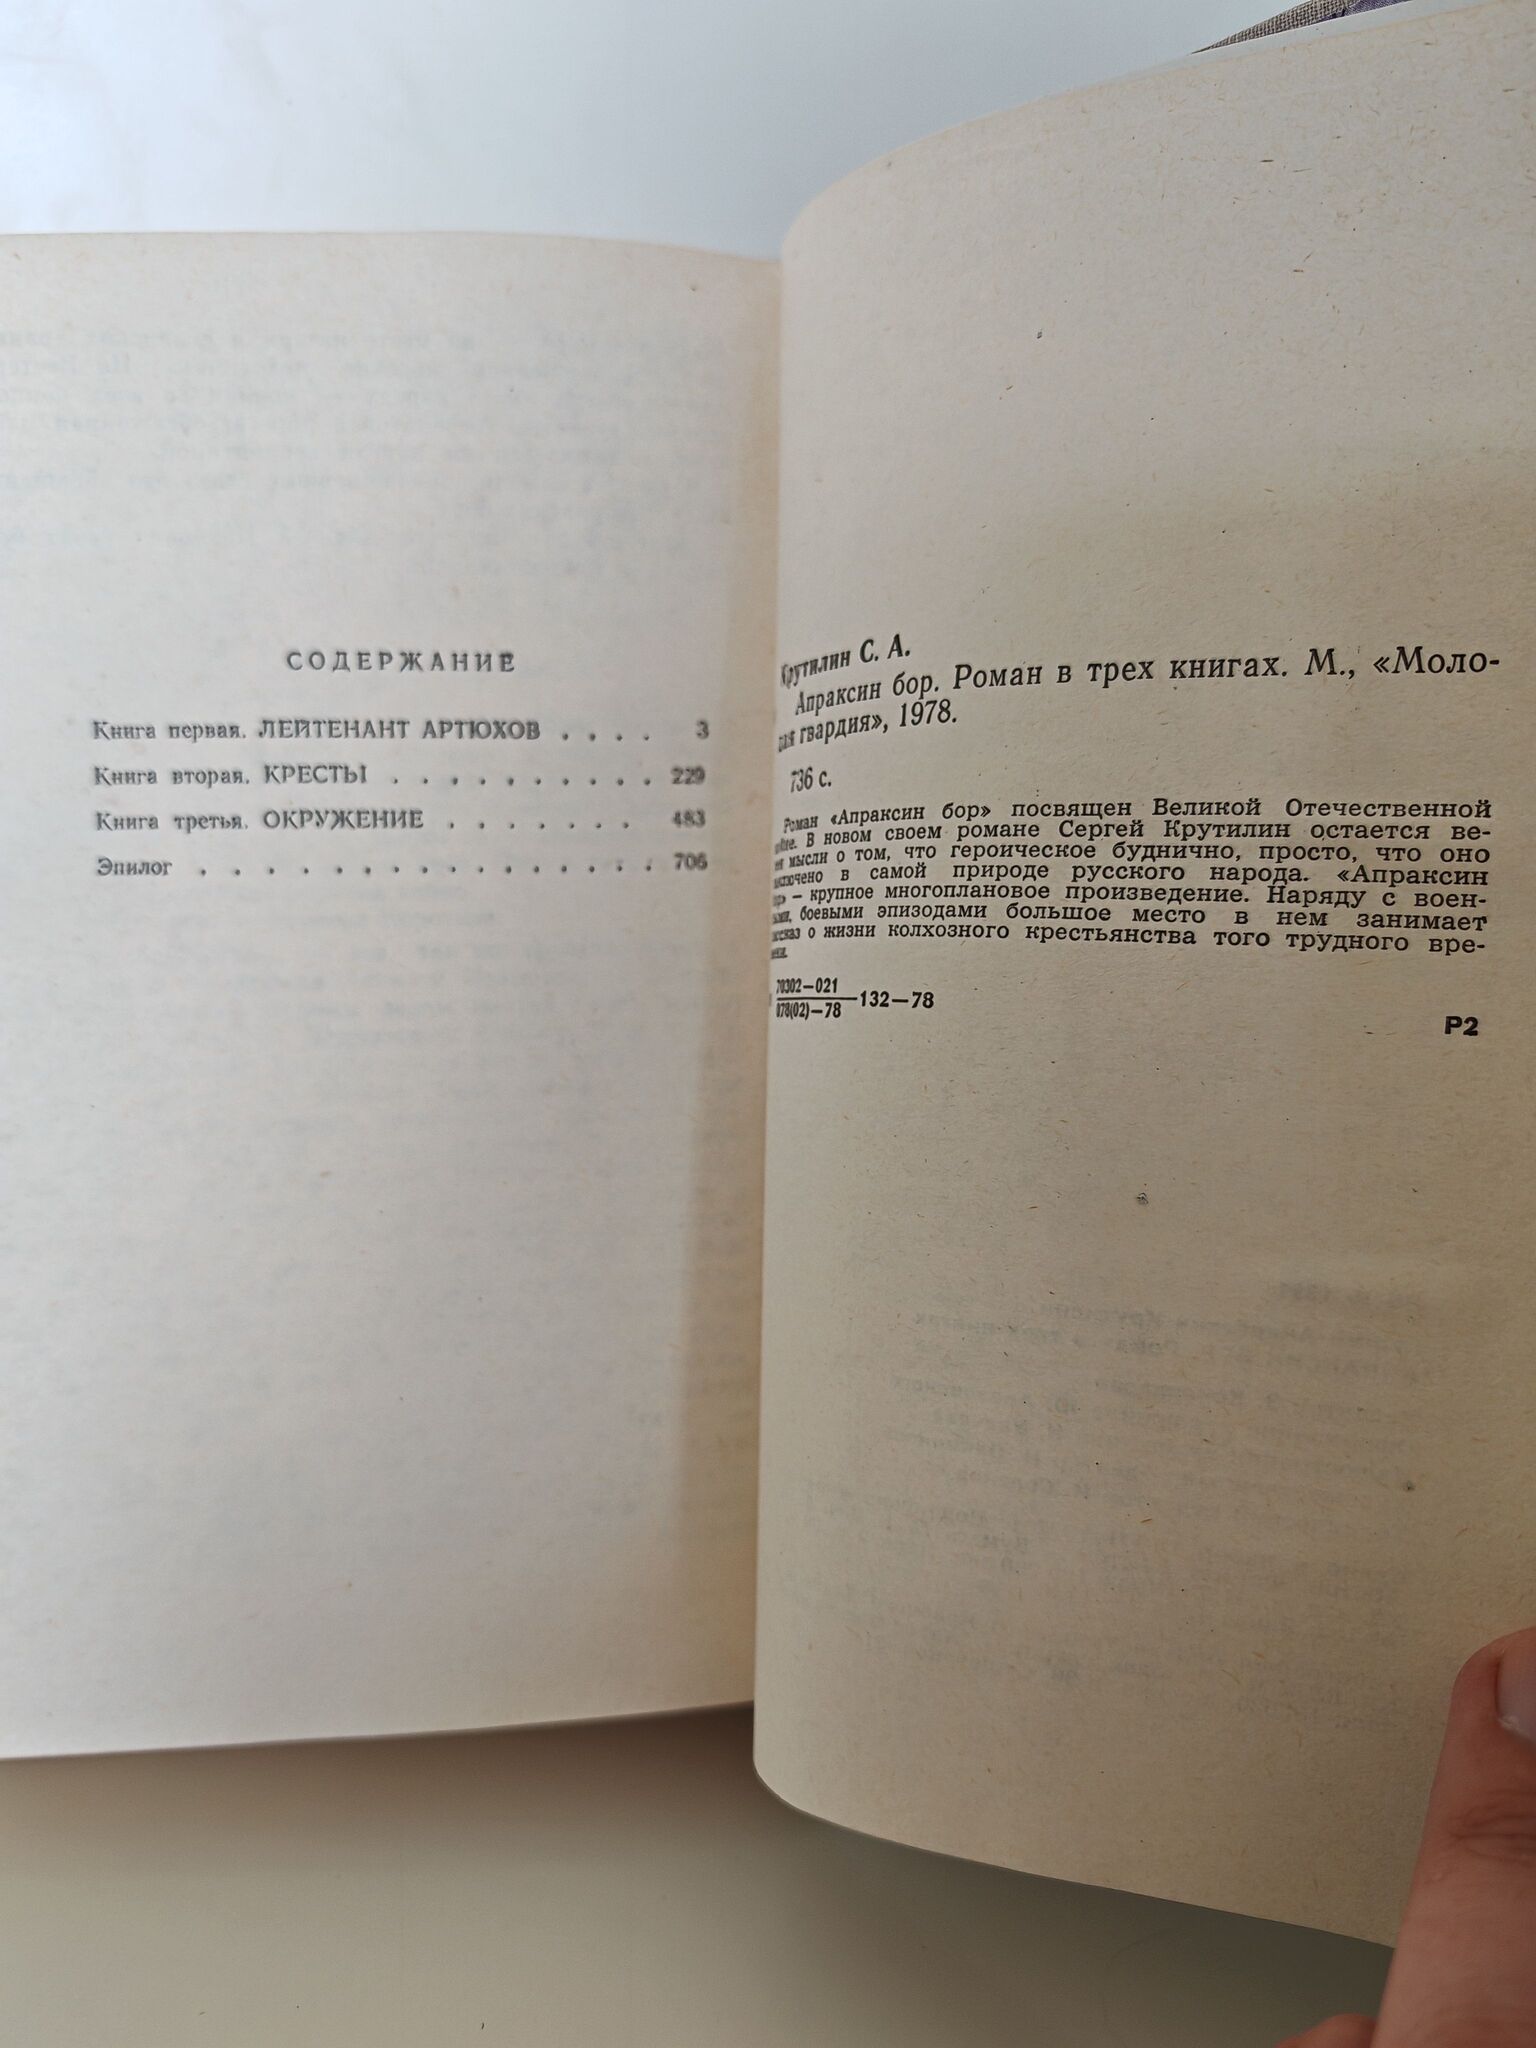 СОДЕРЖАНИЕ
Книга первая. ЛЕЙТЕНАНТ АРТЮХОВ . . . . 3
Книга вторая. КРЕСТЫ . . . . . . . . . . 229
Книга третья. ОКРУЖЕНИЕ . . . . . . . 483
Эпилог . . . . . . . . . . . . . . . . . 706
Крутилин С. А.
Апраксин бор. Роман в трех книгах. М., «Моло-
гвардия», 1978.
736 с.
Роман «Апраксин бор» посвящен Великой Отечественной
В новом своем романе Сергей Крутилин остается ве-
мысли о том, что героическое буднично, просто, что оно
в самой природе русского народа. «Апраксин
– крупное многоплановое произведение. Наряду с воен-
боевыми эпизодами большое место в нем занимает
о жизни колхозного крестьянства того трудного вре-
70302—021
078(02)—78
132—78
Р2